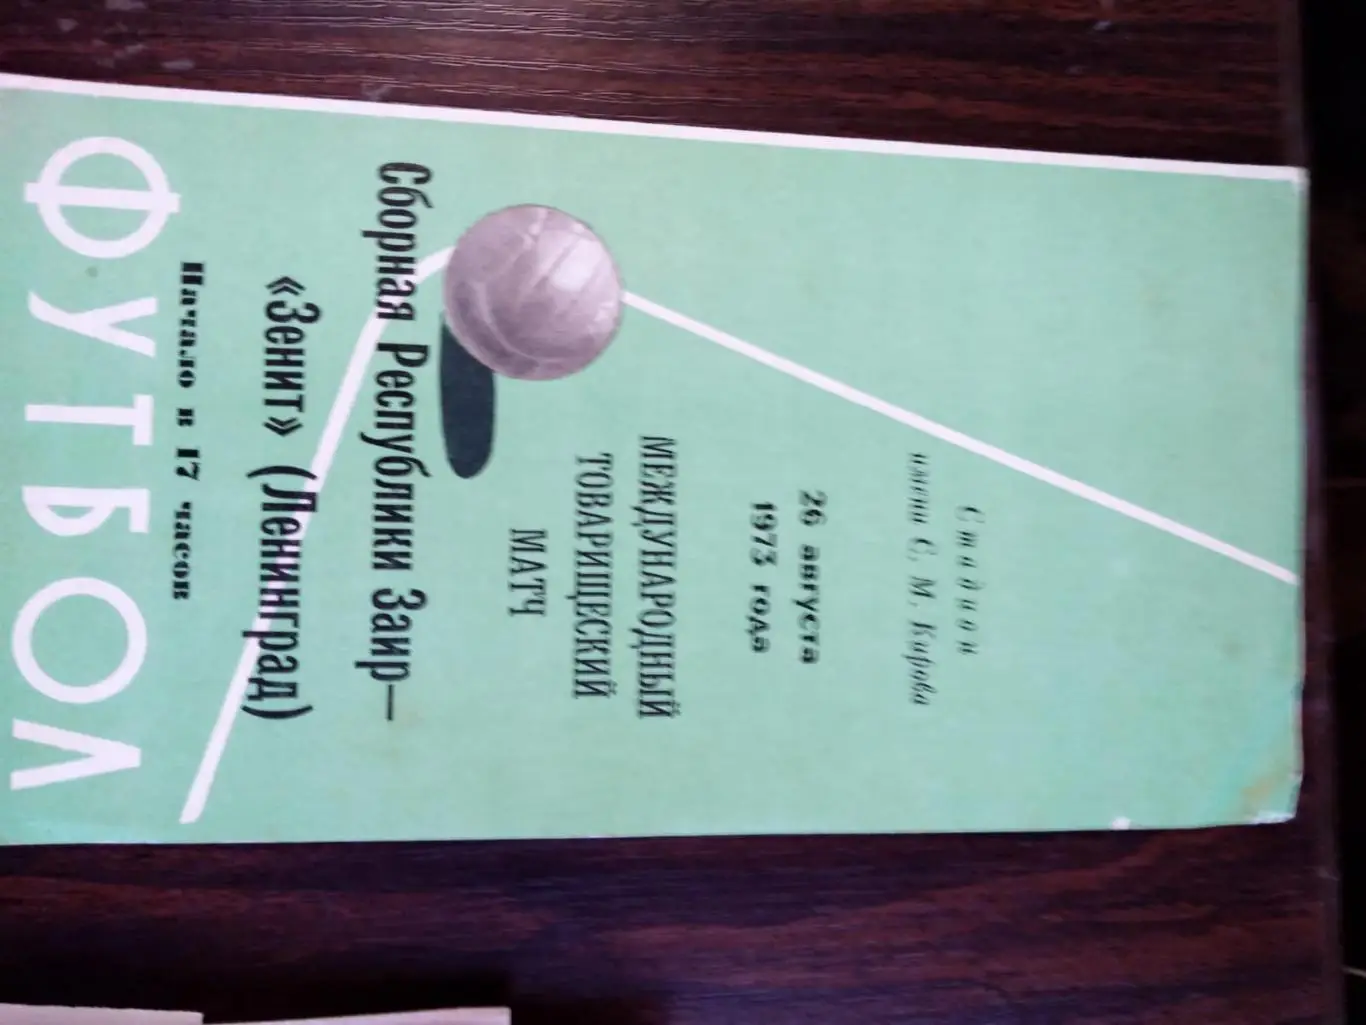 Стадион
имени С. М. Кирова
26 августа
1973 года
МЕЖДУНАРОДНЫЙ
ТОВАРИЩЕСКИЙ
МАТЧ
Сборная Республики Заир—
«Зенит» (Ленинград)
Начало в 17 часов
ФУТБОЛ